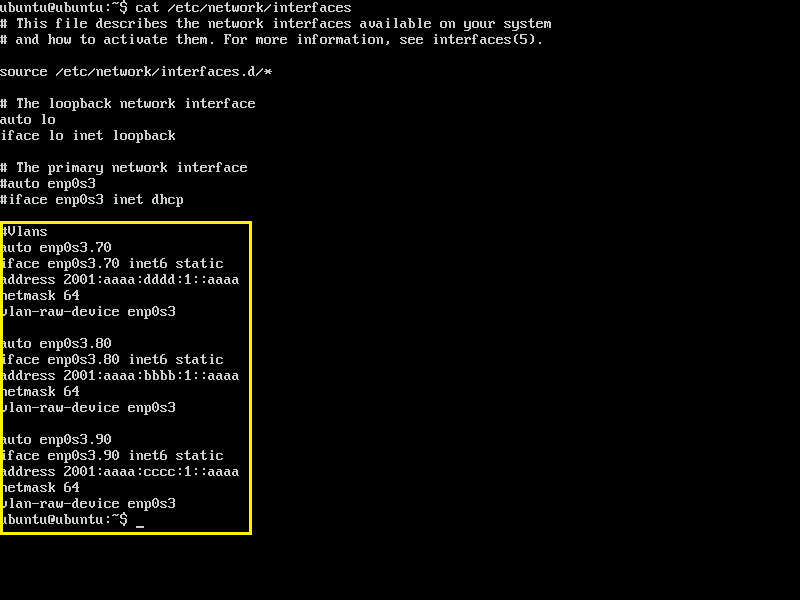 ubuntu@ubuntu:~$ cat /etc/network/interfaces
# This file describes the network interfaces available on your system
# and how to activate them. For more information, see interfaces(5).
source /etc/network/interfaces.d/*
# The loopback network interface
auto lo
iface lo inet loopback
# The primary network interface
#auto enp0s3
#iface enp0s3 inet dhcp
#Vlans
auto enp0s3.70
iface enp0s3.70 inet6 static
address 2001:aaaa:dddd:1::aaaa
netmask 64
vlan-raw-device enp0s3
auto enp0s3.80
iface enp0s3.80 inet6 static
address 2001:aaaa:bbbb:1::aaaa
netmask 64
vlan-raw-device enp0s3
auto enp0s3.90
iface enp0s3.90 inet6 static
address 2001:aaaa:cccc:1::aaaa
netmask 64
vlan-raw-device enp0s3
ubuntu@ubuntu:~$ _